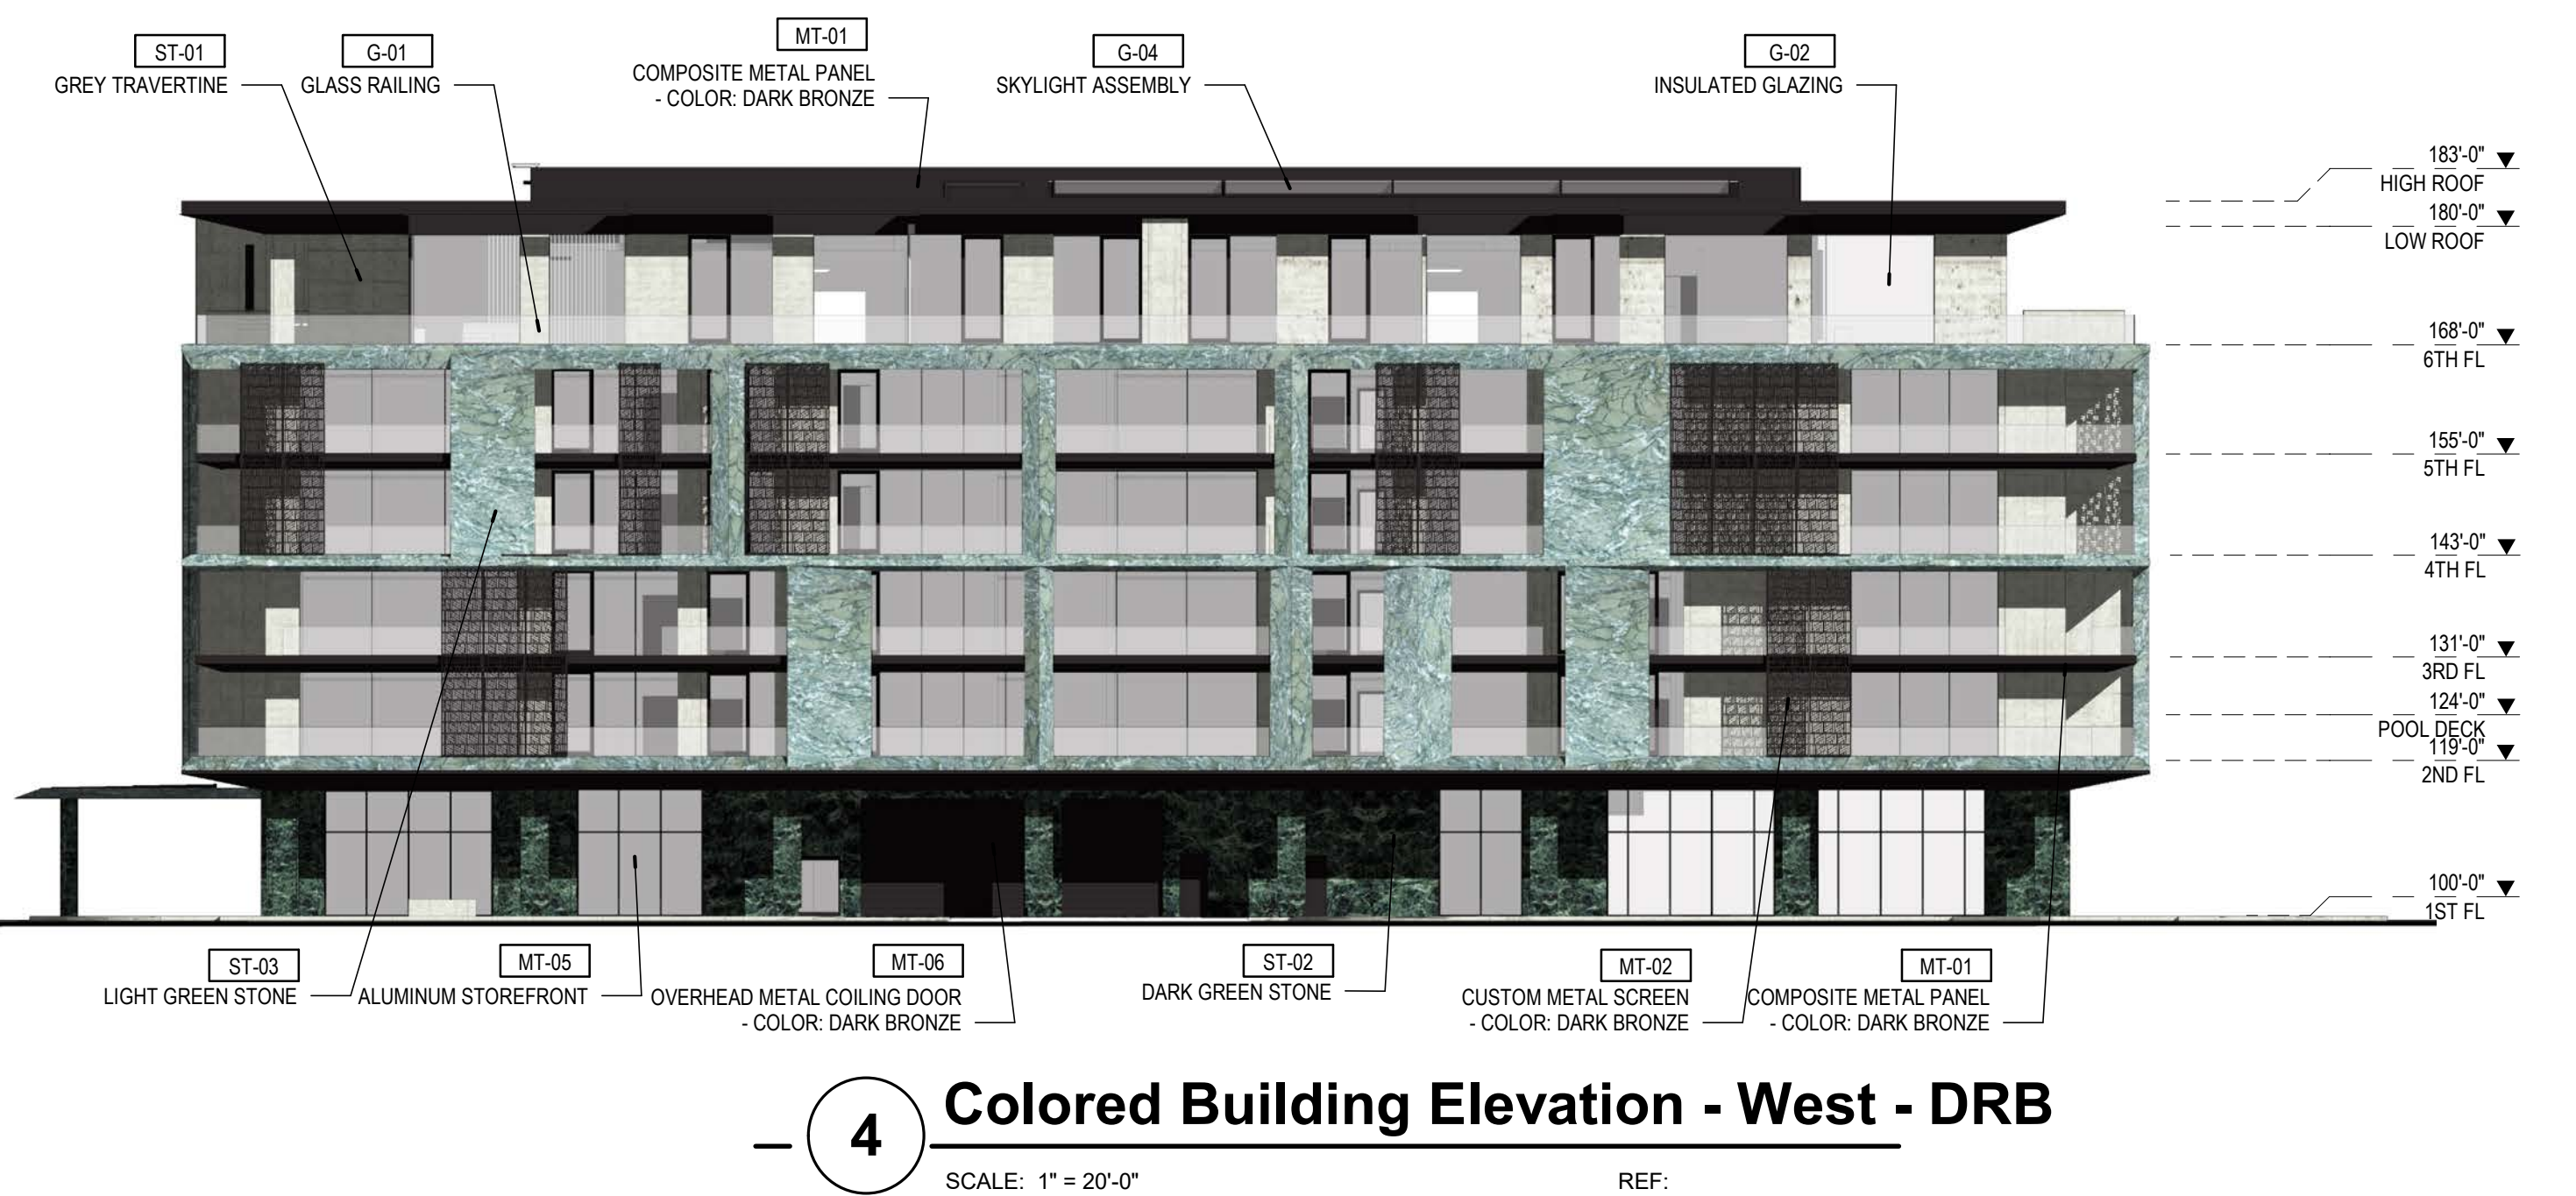 ST-01
GREY TRAVERTINE
G-01
GLASS RAILING
MT-01
COMPOSITE METAL PANEL
- COLOR: DARK BRONZE
G-04
SKYLIGHT ASSEMBLY
G-02
INSULATED GLAZING
183'-0"
HIGH ROOF
180'-0"
LOW ROOF
168'-0"
6TH FL
155'-0"
5TH FL
143'-0"
4TH FL
131'-0"
3RD FL
124'-0"
POOL DECK
119'-0"
2ND FL
100'-0"
1ST FL
ST-03
LIGHT GREEN STONE
MT-05
ALUMINUM STOREFRONT
MT-06
OVERHEAD METAL COILING DOOR
- COLOR: DARK BRONZE
ST-02
DARK GREEN STONE
MT-02
CUSTOM METAL SCREEN
- COLOR: DARK BRONZE
MT-01
COMPOSITE METAL PANEL
- COLOR: DARK BRONZE
4
Colored Building Elevation - West - DRB
SCALE: 1" = 20'-0"
REF: